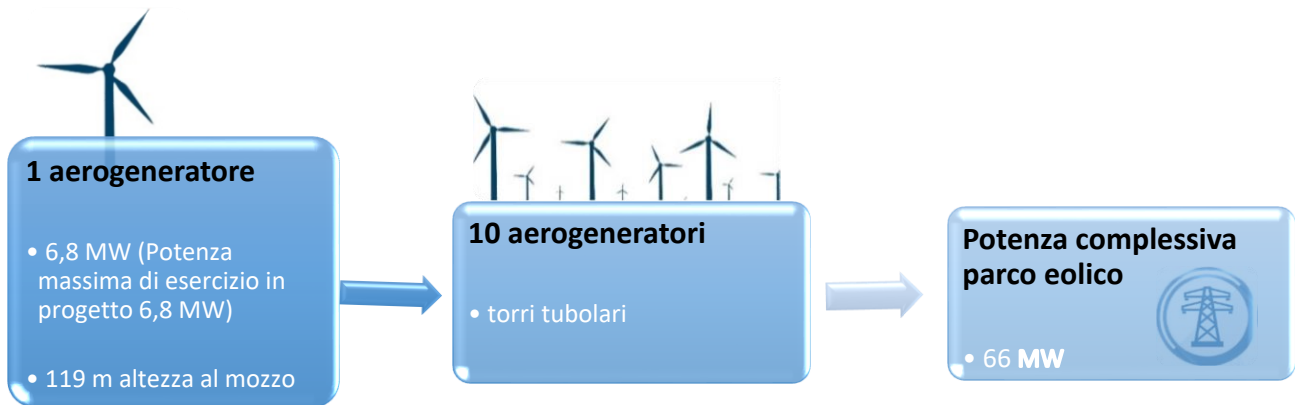 1 aerogeneratore
• 6,8 MW (Potenza
massima di esercizio in
progetto 6,8 MW)
• 119 m altezza al mozzo
10 aerogeneratori
• torri tubolari
Potenza complessiva
parco eolico
• 66 MW